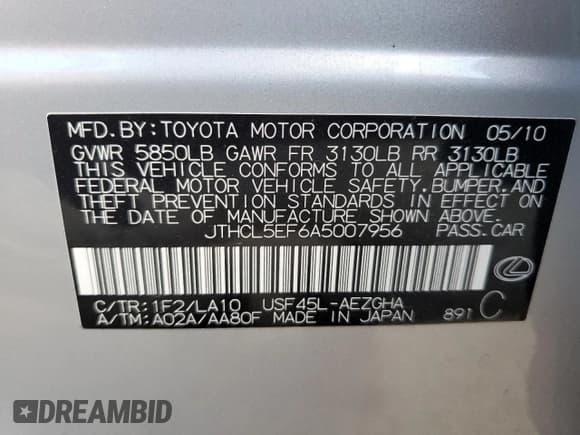 MFD. BY: TOYOTA MOTOR CORPORATION 05/10
GVWR 5850LB GAWR FR 3130LB RR 3130LB
THIS VEHICLE CONFORMS TO ALL APPLICABLE
FEDERAL MOTOR VEHICLE SAFETY, BUMPER, AND
THEFT PREVENTION STANDARDS IN EFFECT ON
THE DATE OF MANUFACTURE SHOWN ABOVE.
JTHCL5EF6A5007956 PASS. CAR
C/TR: 1F2/LA10 USF45L-AEZGHA
A/TM: A02A/AA80F MADE IN JAPAN 891 C
DREAMBID